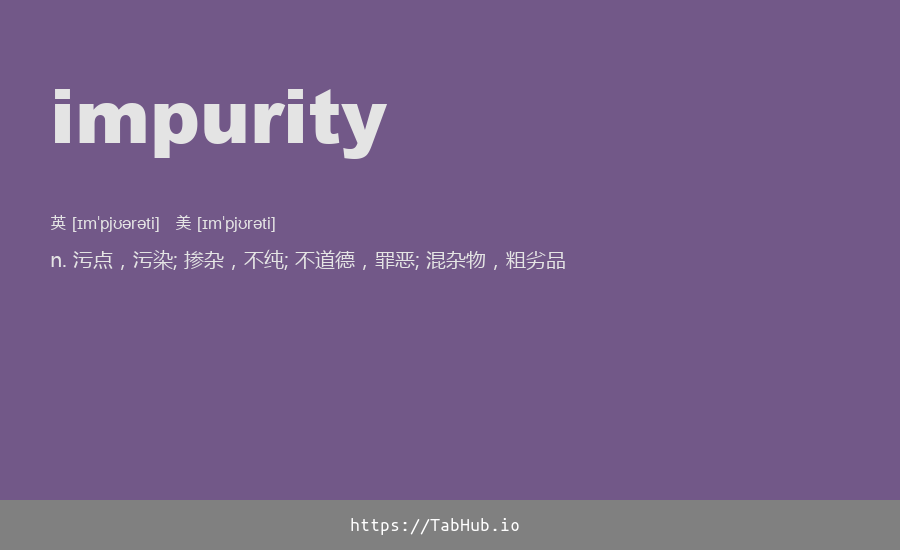 impurity
英 [ɪmˈpjʊərəti] 美 [ɪmˈpjʊrəti]
n. 污点，污染; 掺杂，不纯; 不道德，罪恶; 混杂物，粗劣品
https://TabHub.io